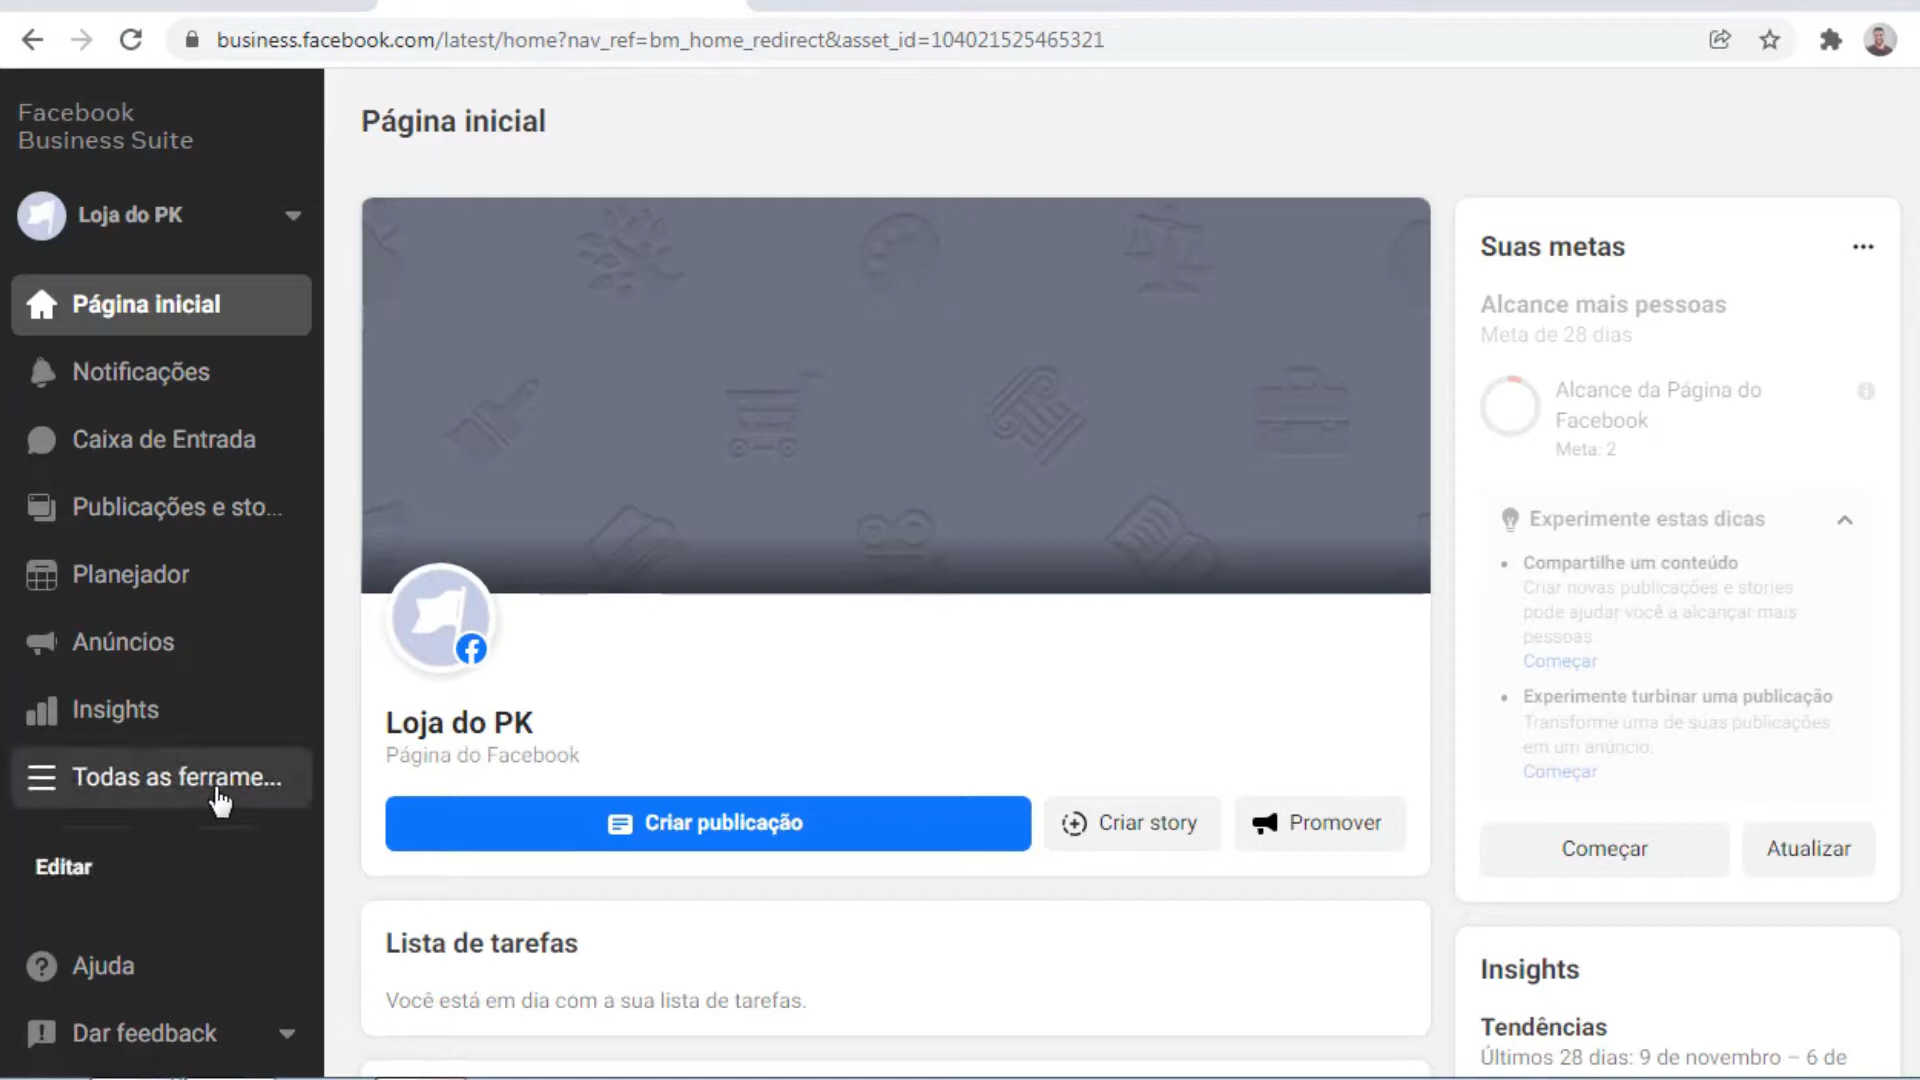 business.facebook.com/latest/home?nav_ref=bm_home_redirect&asset_id=104021525465321
Facebook
Business Suite
Loja do PK
Página inicial
Notificações
Caixa de Entrada
Publicações e sto...
Planejador
Anúncios
Insights
Todas as ferrame...
Editar
Ajuda
Dar feedback
Página inicial
Loja do PK
Página do Facebook
Criar publicação
Criar story
Promover
Lista de tarefas
Você está em dia com a sua lista de tarefas.
Suas metas
Alcance mais pessoas
Meta de 28 dias
Alcance da Página do
Facebook
Meta: 2
Experimente estas dicas
Compartilhe um conteúdo
Criar novas publicações e stories
pode ajudar você a alcançar mais
pessoas.
Começar
Experimente turbinar uma publicação
Transforme uma de suas publicações
em um anúncio.
Começar
Começar
Atualizar
Insights
Tendências
Últimos 28 dias: 9 de novembro – 6 de